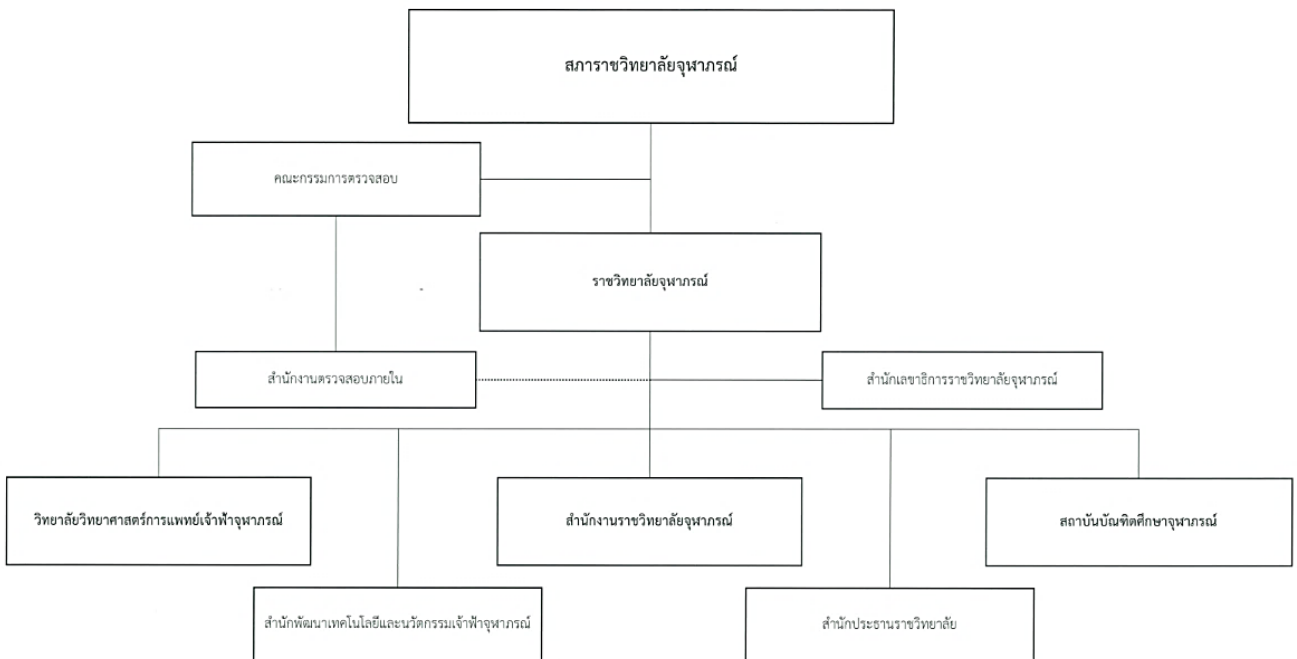 สภาราชวิทยาลัยจุฬาภรณ์
คณะกรรมการตรวจสอบ
ราชวิทยาลัยจุฬาภรณ์
สำนักงานตรวจสอบภายใน
สำนักเลขาธิการราชวิทยาลัยจุฬาภรณ์
วิทยาลัยวิทยาศาสตร์การแพทย์เจ้าฟ้าจุฬาภรณ์
สำนักงานราชวิทยาลัยจุฬาภรณ์
สถาบันบัณฑิตศึกษาจุฬาภรณ์
สำนักพัฒนาเทคโนโลยีและนวัตกรรมเจ้าฟ้าจุฬาภรณ์
สำนักประธานราชวิทยาลัย